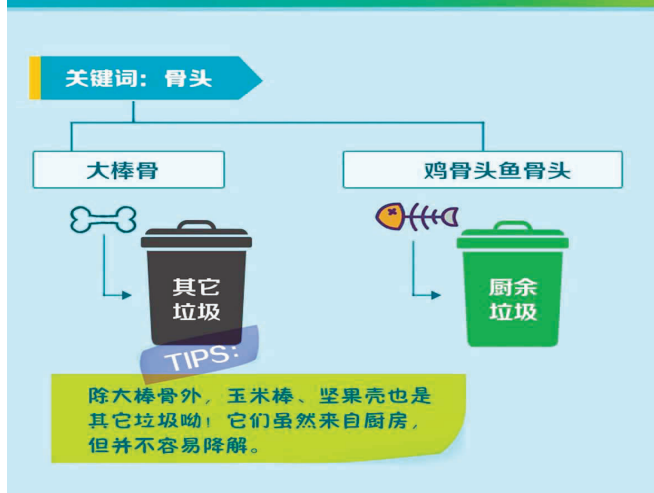 关键词：骨头
大棒骨
鸡骨头鱼骨头
其它
垃圾
厨余
垃圾
TIPS:
除大棒骨外，玉米棒、坚果壳也是
其它垃圾呦！它们虽然来自厨房，
但并不容易降解。